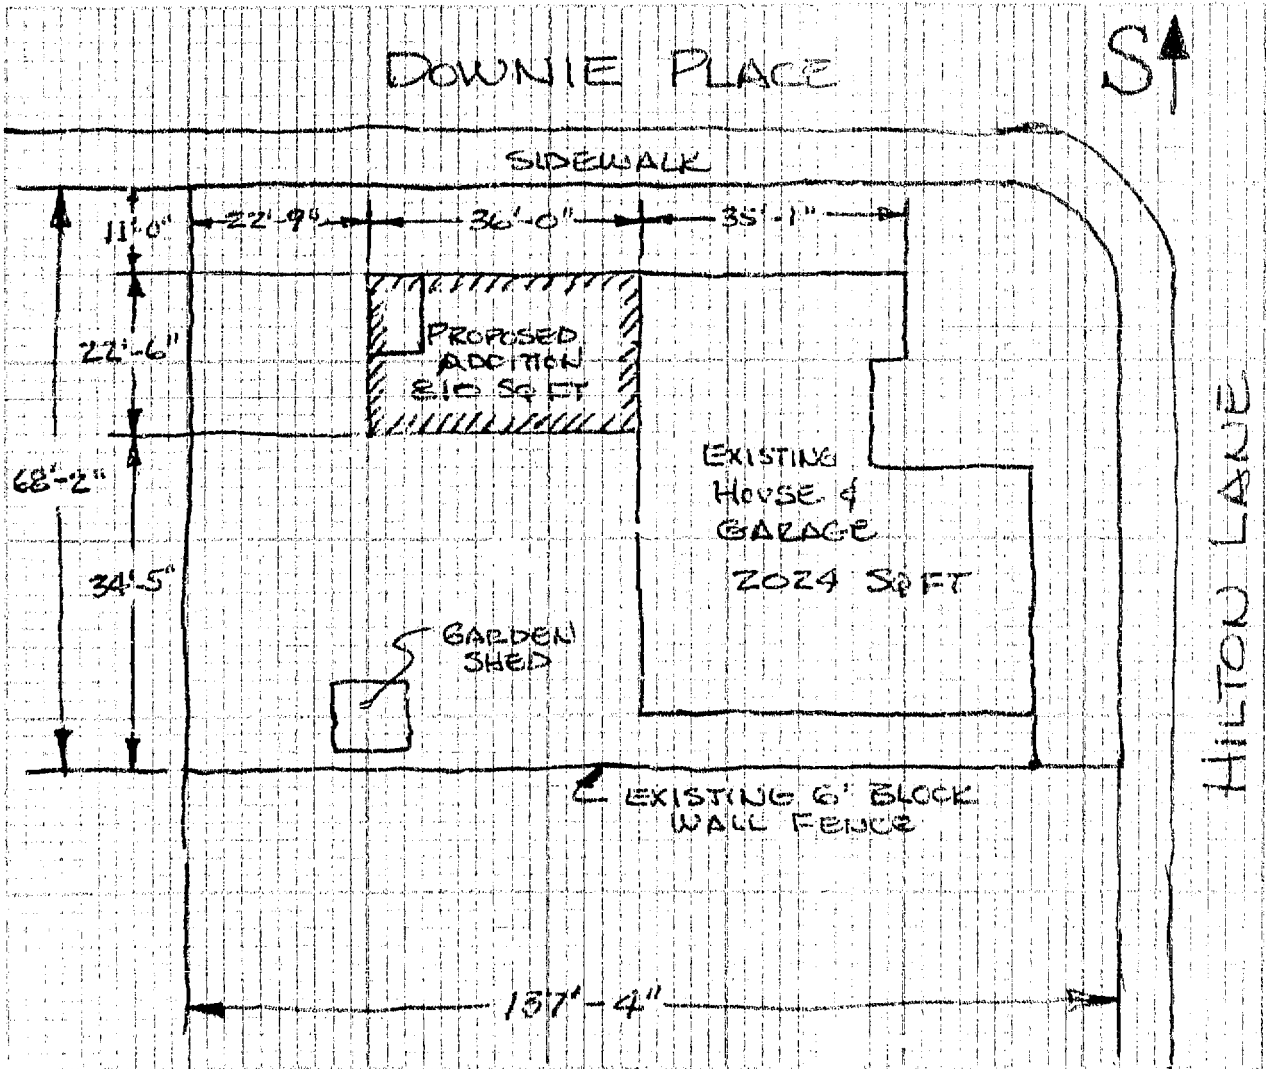 DOWNIE PLACE
S
SIDEWALK
11'-0"
22'-9"
36'-0"
35'-1"
22'-6"
PROPOSED
ADDITION
810 SQ FT
68'-2"
EXISTING
HOUSE &
GARAGE
2024 SQ FT
34'-5"
GARDEN
SHED
HILTON LANE
EXISTING 6' BLOCK
WALL FENCE
137'-4"